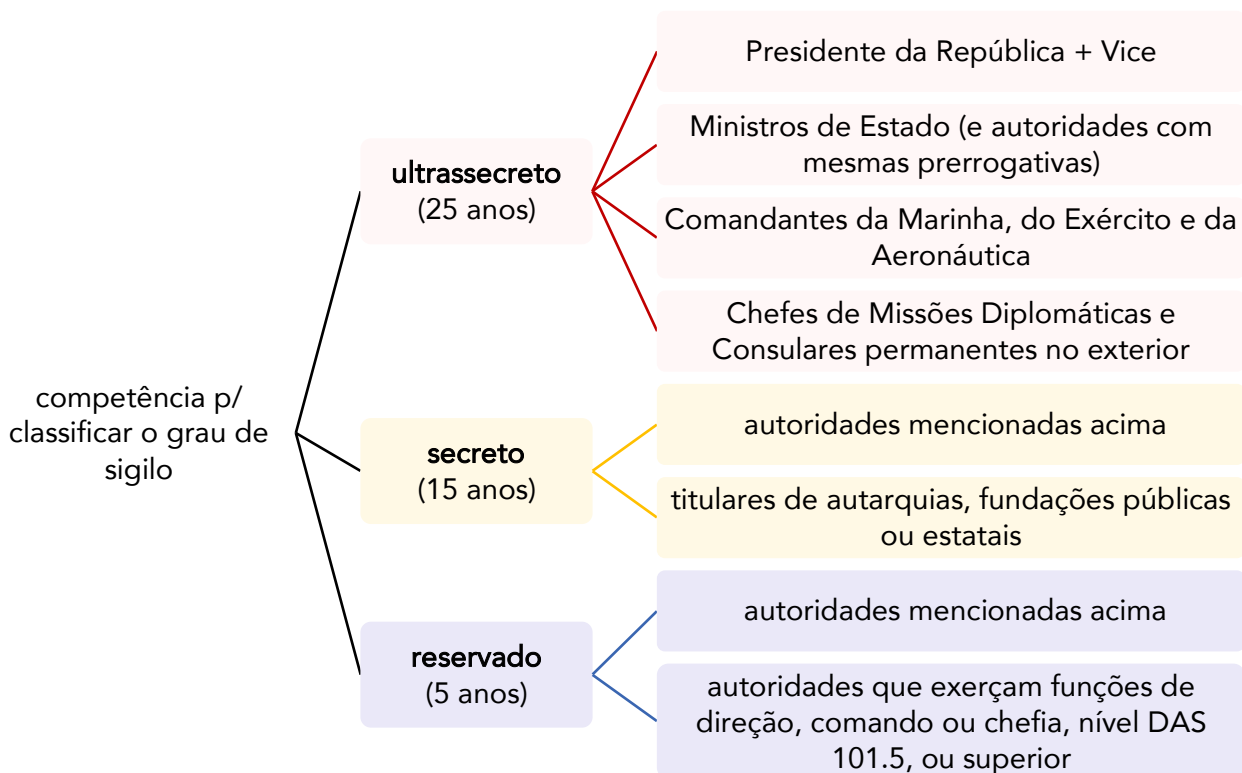 competência p/
classificar o grau de
sigilo
ultrassecreto
(25 anos)
Presidente da República + Vice
Ministros de Estado (e autoridades com
mesmas prerrogativas)
Comandantes da Marinha, do Exército e da
Aeronáutica
Chefes de Missões Diplomáticas e
Consulares permanentes no exterior
secreto
(15 anos)
autoridades mencionadas acima
titulares de autarquias, fundações públicas
ou estatais
reservado
(5 anos)
autoridades mencionadas acima
autoridades que exerçam funções de
direção, comando ou chefia, nível DAS
101.5, ou superior